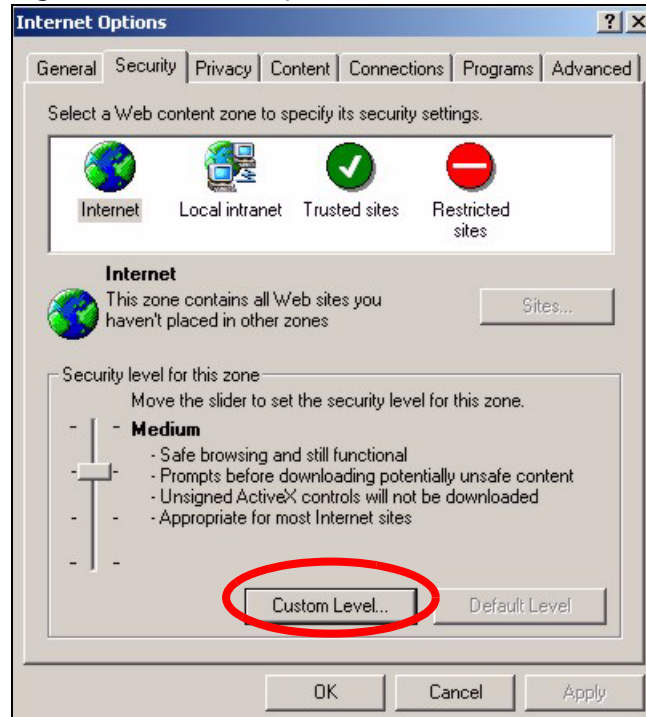 Internet Options
General Security Privacy Content Connections Programs Advanced
Select a Web content zone to specify its security settings.
Internet Local intranet Trusted sites Restricted sites
Internet
This zone contains all Web sites you
haven't placed in other zones
Sites...
Security level for this zone
Move the slider to set the security level for this zone.
Medium
- Safe browsing and still functional
- Prompts before downloading potentially unsafe content
- Unsigned ActiveX controls will not be downloaded
- Appropriate for most Internet sites
Custom Level... Default Level
OK Cancel Apply